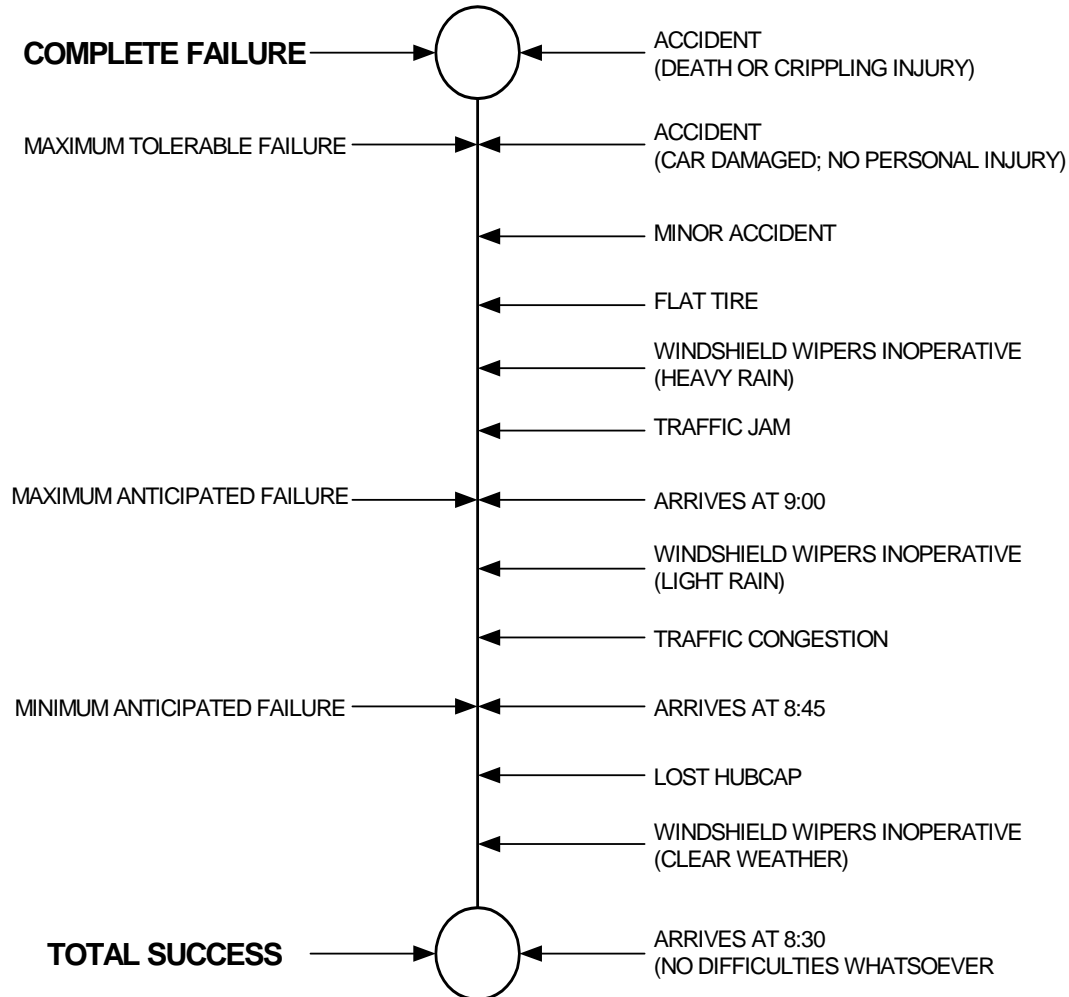 COMPLETE FAILURE
ACCIDENT
(DEATH OR CRIPPLING INJURY)
MAXIMUM TOLERABLE FAILURE
ACCIDENT
(CAR DAMAGED; NO PERSONAL INJURY)
MINOR ACCIDENT
FLAT TIRE
WINDSHIELD WIPERS INOPERATIVE
(HEAVY RAIN)
TRAFFIC JAM
MAXIMUM ANTICIPATED FAILURE
ARRIVES AT 9:00
WINDSHIELD WIPERS INOPERATIVE
(LIGHT RAIN)
TRAFFIC CONGESTION
MINIMUM ANTICIPATED FAILURE
ARRIVES AT 8:45
LOST HUBCAP
WINDSHIELD WIPERS INOPERATIVE
(CLEAR WEATHER)
TOTAL SUCCESS
ARRIVES AT 8:30
(NO DIFFICULTIES WHATSOEVER